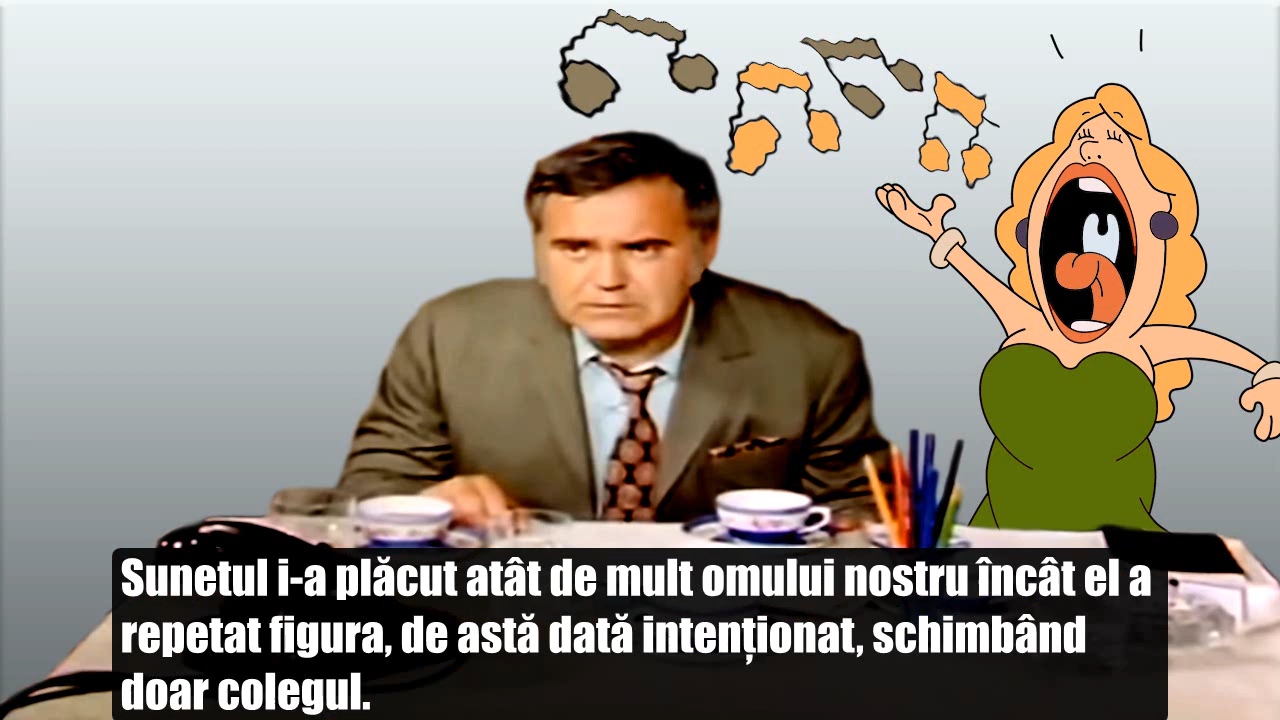 Sunetul i-a plăcut atât de mult omului nostru încât el a
repetat figura, de astă dată intenționat, schimbând
doar colegul.